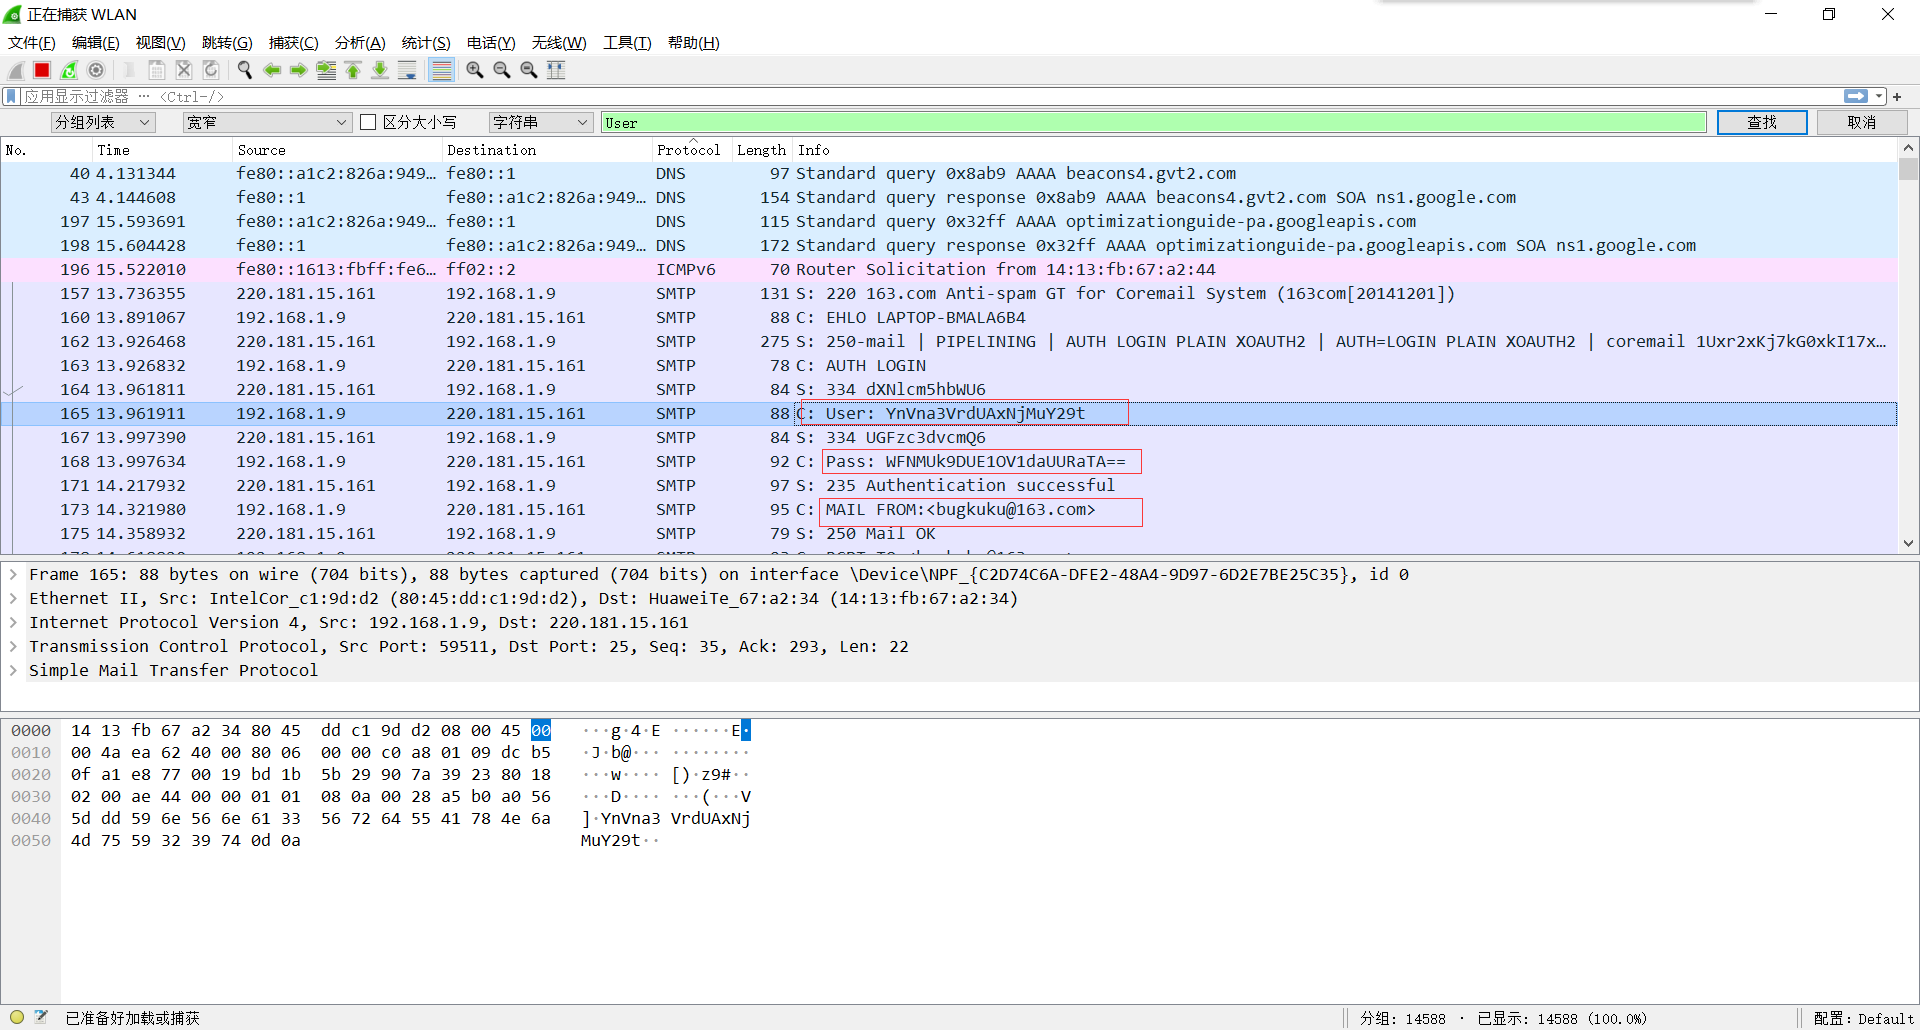 正在捕获 WLAN
文件(F) 编辑(E) 视图(V) 跳转(G) 捕获(C) 分析(A) 统计(S) 电话(Y) 无线(W) 工具(T) 帮助(H)
应用显示过滤器 … <Ctrl-/>
分组列表 宽窄 区分大小写 字符串 User 查找 取消
No. Time Source Destination Protocol Length Info
40 4.131344 fe80::a1c2:826a:949… fe80::1 DNS 97 Standard query 0x8ab9 AAAA beacons4.gvt2.com
43 4.144608 fe80::1 fe80::a1c2:826a:949… DNS 154 Standard query response 0x8ab9 AAAA beacons4.gvt2.com SOA ns1.google.com
197 15.593691 fe80::a1c2:826a:949… fe80::1 DNS 115 Standard query 0x32ff AAAA optimizationguide-pa.googleapis.com
198 15.604428 fe80::1 fe80::a1c2:826a:949… DNS 172 Standard query response 0x32ff AAAA optimizationguide-pa.googleapis.com SOA ns1.google.com
196 15.522010 fe80::1613:fbff:fe6… ff02::2 ICMPv6 70 Router Solicitation from 14:13:fb:67:a2:44
157 13.736355 220.181.15.161 192.168.1.9 SMTP 131 S: 220 163.com Anti-spam GT for Coremail System (163com[20141201])
160 13.891067 192.168.1.9 220.181.15.161 SMTP 88 C: EHLO LAPTOP-BMALA6B4
162 13.926468 220.181.15.161 192.168.1.9 SMTP 275 S: 250-mail | PIPELINING | AUTH LOGIN PLAIN XOAUTH2 | AUTH=LOGIN PLAIN XOAUTH2 | coremail 1Uxr2xKj7kG0xkI17x…
163 13.926832 192.168.1.9 220.181.15.161 SMTP 78 C: AUTH LOGIN
164 13.961811 220.181.15.161 192.168.1.9 SMTP 84 S: 334 dXNlcm5hbWU6
165 13.961911 192.168.1.9 220.181.15.161 SMTP 88 C: User: YnVna3VrdUAxNjMuY29t
167 13.997390 220.181.15.161 192.168.1.9 SMTP 84 S: 334 UGFzc3dvcmQ6
168 13.997634 192.168.1.9 220.181.15.161 SMTP 92 C: Pass: WFNMUk9DUE1OV1daUURaTA==
171 14.217932 220.181.15.161 192.168.1.9 SMTP 97 S: 235 Authentication successful
173 14.321980 192.168.1.9 220.181.15.161 SMTP 95 C: MAIL FROM:<bugkuku@163.com>
175 14.358932 220.181.15.161 192.168.1.9 SMTP 79 S: 250 Mail OK
Frame 165: 88 bytes on wire (704 bits), 88 bytes captured (704 bits) on interface \Device\NPF_{C2D74C6A-DFE2-48A4-9D97-6D2E7BE25C35}, id 0
Ethernet II, Src: IntelCor_c1:9d:d2 (80:45:dd:c1:9d:d2), Dst: HuaweiTe_67:a2:34 (14:13:fb:67:a2:34)
Internet Protocol Version 4, Src: 192.168.1.9, Dst: 220.181.15.161
Transmission Control Protocol, Src Port: 59511, Dst Port: 25, Seq: 35, Ack: 293, Len: 22
Simple Mail Transfer Protocol
0000 14 13 fb 67 a2 34 80 45 dd c1 9d d2 08 00 45 00 ···g·4·E ······E·
0010 00 4a ea 62 40 00 80 06 00 00 c0 a8 01 09 dc b5 ·J·b@··· ········
0020 0f a1 e8 77 00 19 bd 1b 5b 29 90 7a 39 23 80 18 ···w···· [)·z9#··
0030 02 00 ae 44 00 00 01 01 08 0a 00 28 a5 b0 a0 56 ···D···· ···(···V
0040 5d dd 59 6e 56 6e 61 33 56 72 64 55 41 78 4e 6a ]·YnVna3 VrdUAxNj
0050 4d 75 59 32 39 74 0d 0a MuY29t··
已准备好加载或捕获 分组: 14588 · 已显示: 14588 (100.0%) 配置: Default